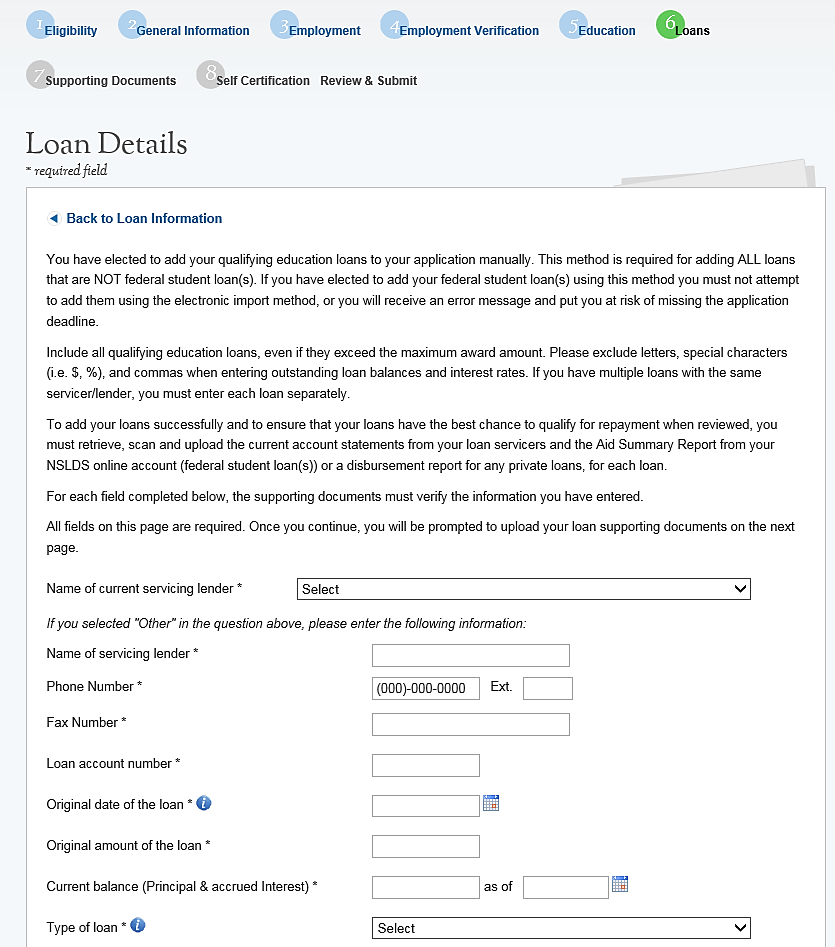 1 Eligibility 2 General Information 3 Employment 4 Employment Verification 5 Education 6 Loans
7 Supporting Documents 8 Self Certification Review & Submit
Loan Details
* required field
Back to Loan Information
You have elected to add your qualifying education loans to your application manually. This method is required for adding ALL loans
that are NOT federal student loan(s). If you have elected to add your federal student loan(s) using this method you must not attempt
to add them using the electronic import method, or you will receive an error message and put you at risk of missing the application
deadline.
Include all qualifying education loans, even if they exceed the maximum award amount. Please exclude letters, special characters
(i.e. $, %), and commas when entering outstanding loan balances and interest rates. If you have multiple loans with the same
servicer/lender, you must enter each loan separately.
To add your loans successfully and to ensure that your loans have the best chance to qualify for repayment when reviewed, you
must retrieve, scan and upload the current account statements from your loan servicers and the Aid Summary Report from your
NSLDS online account (federal student loan(s)) or a disbursement report for any private loans, for each loan.
For each field completed below, the supporting documents must verify the information you have entered.
All fields on this page are required. Once you continue, you will be prompted to upload your loan supporting documents on the next
page.
Name of current servicing lender * Select
If you selected "Other" in the question above, please enter the following information:
Name of servicing lender *
Phone Number * (000)-000-0000 Ext.
Fax Number *
Loan account number *
Original date of the loan * i
Original amount of the loan *
Current balance (Principal & accrued Interest) * as of
Type of loan * i Select